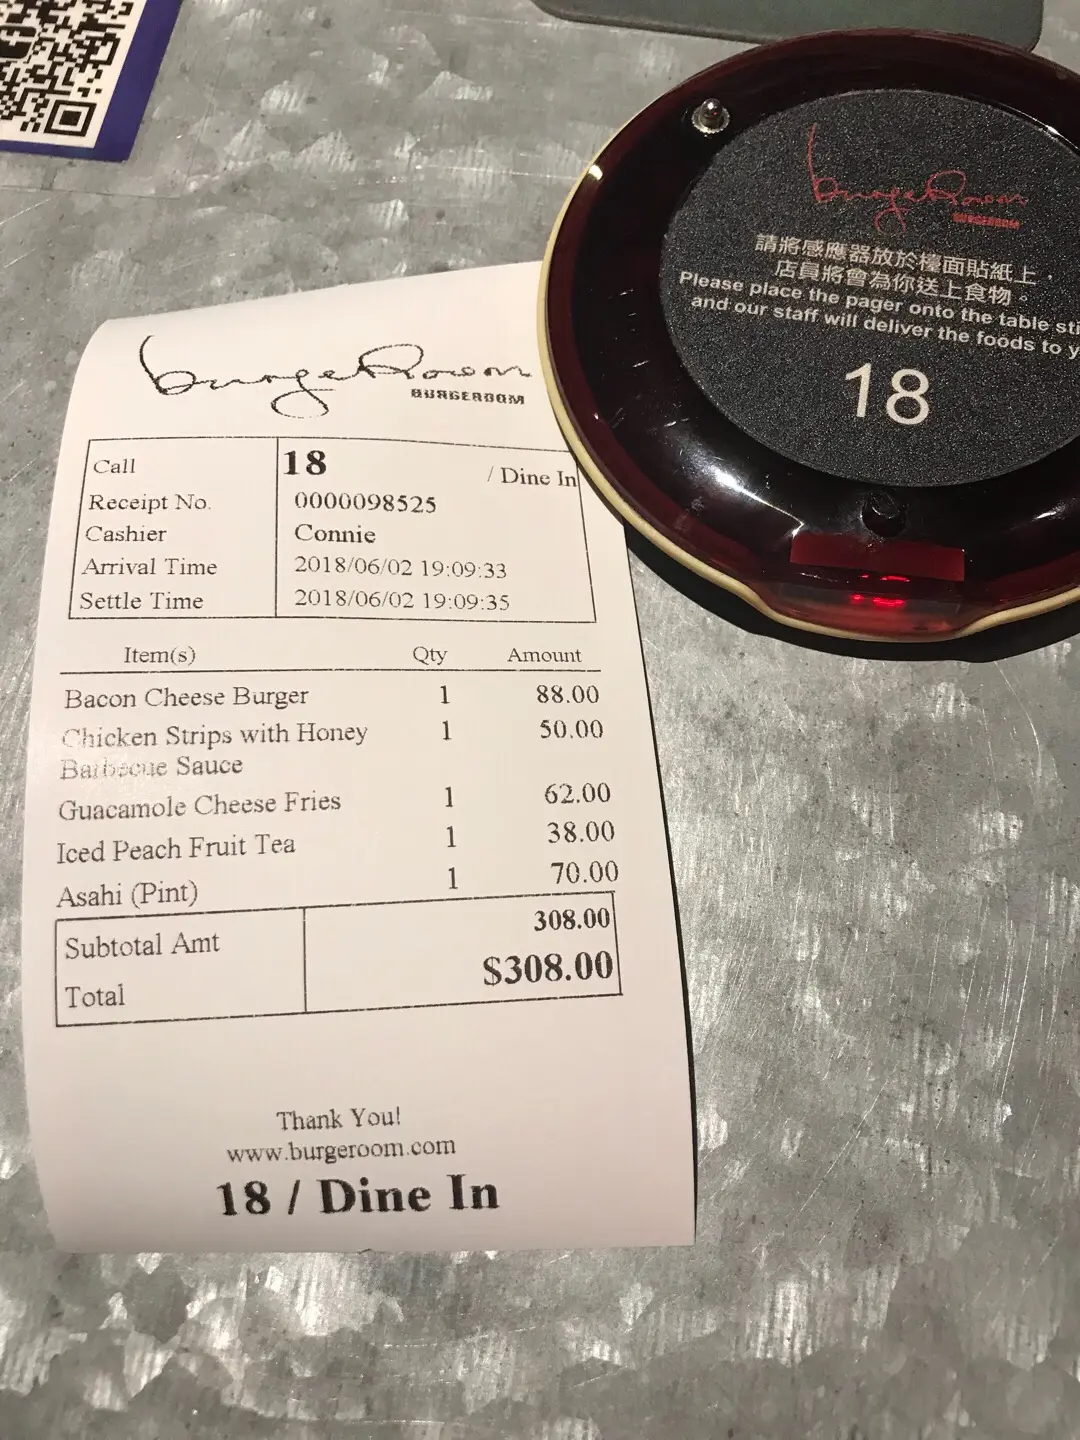 burgeRoom
BURGEROOM
Call 18 / Dine In
Receipt No. 0000098525
Cashier Connie
Arrival Time 2018/06/02 19:09:33
Settle Time 2018/06/02 19:09:35
Item(s) Qty Amount
Bacon Cheese Burger 1 88.00
Chicken Strips with Honey 1 50.00
Barbecue Sauce
Guacamole Cheese Fries 1 62.00
Iced Peach Fruit Tea 1 38.00
Asahi (Pint) 1 70.00
Subtotal Amt 308.00
Total $308.00
Thank You!
www.burgeroom.com
18 / Dine In
burgeRoom
BURGEROOM
請將感應器放於檯面貼紙上，
店員將會為你送上食物。
Please place the pager onto the table
and our staff will deliver the foods to
18